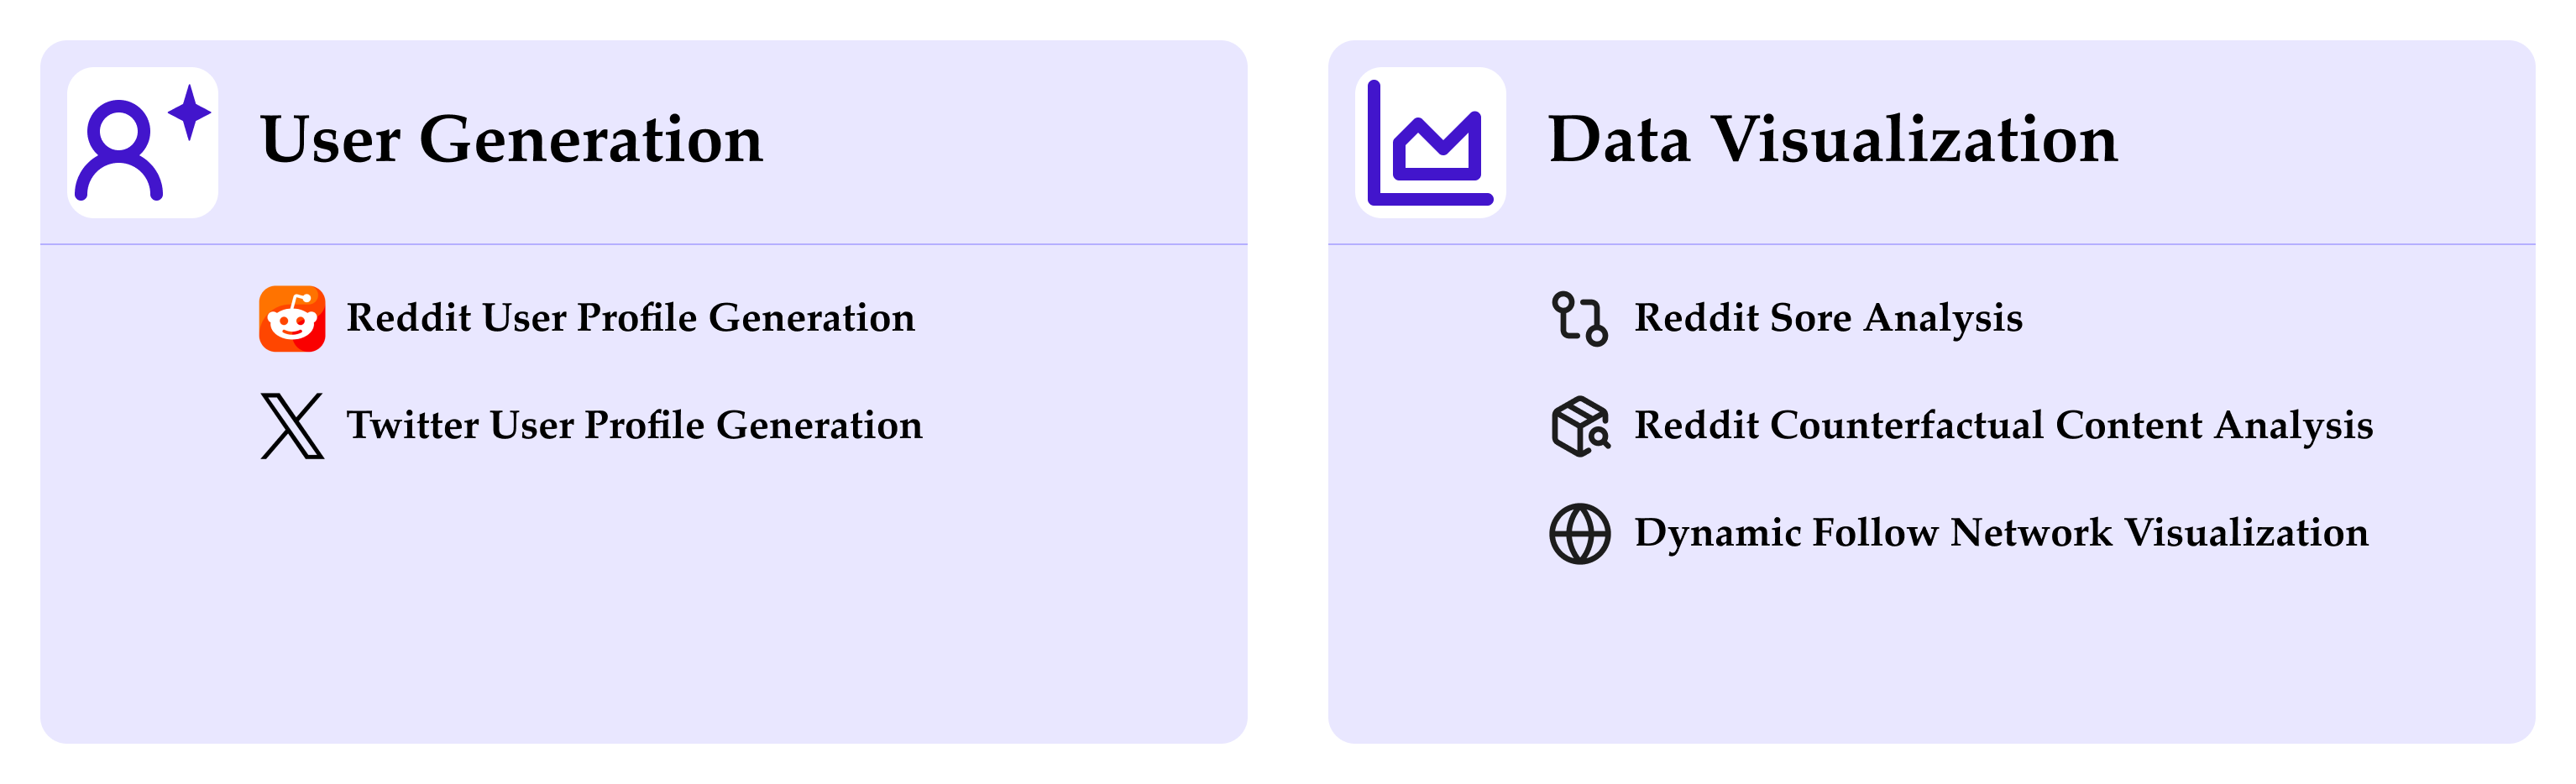 User Generation
Reddit User Profile Generation
Twitter User Profile Generation
Data Visualization
Reddit Sore Analysis
Reddit Counterfactual Content Analysis
Dynamic Follow Network Visualization